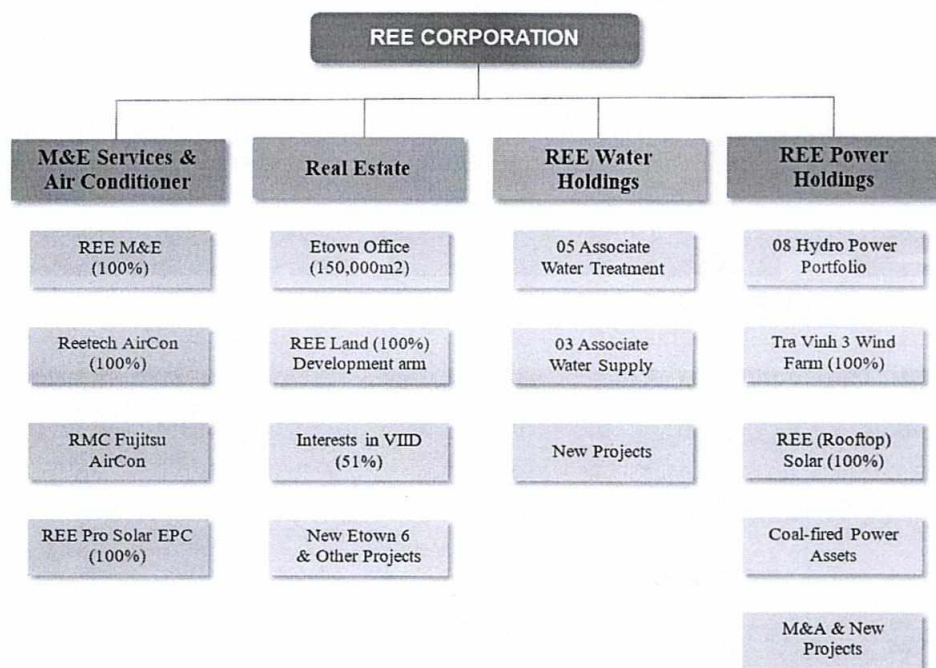 REE CORPORATION
M&E Services &
Air Conditioner
REE M&E
(100%)
Reetech AirCon
(100%)
RMC Fujitsu
AirCon
REE Pro Solar EPC
(100%)
Real Estate
Etown Office
(150,000m2)
REE Land (100%)
Development arm
Interests in VIID
(51%)
New Etown 6
& Other Projects
REE Water
Holdings
05 Associate
Water Treatment
03 Associate
Water Supply
New Projects
REE Power
Holdings
08 Hydro Power
Portfolio
Tra Vinh 3 Wind
Farm (100%)
REE (Rooftop)
Solar (100%)
Coal-fired Power
Assets
M&A & New
Projects